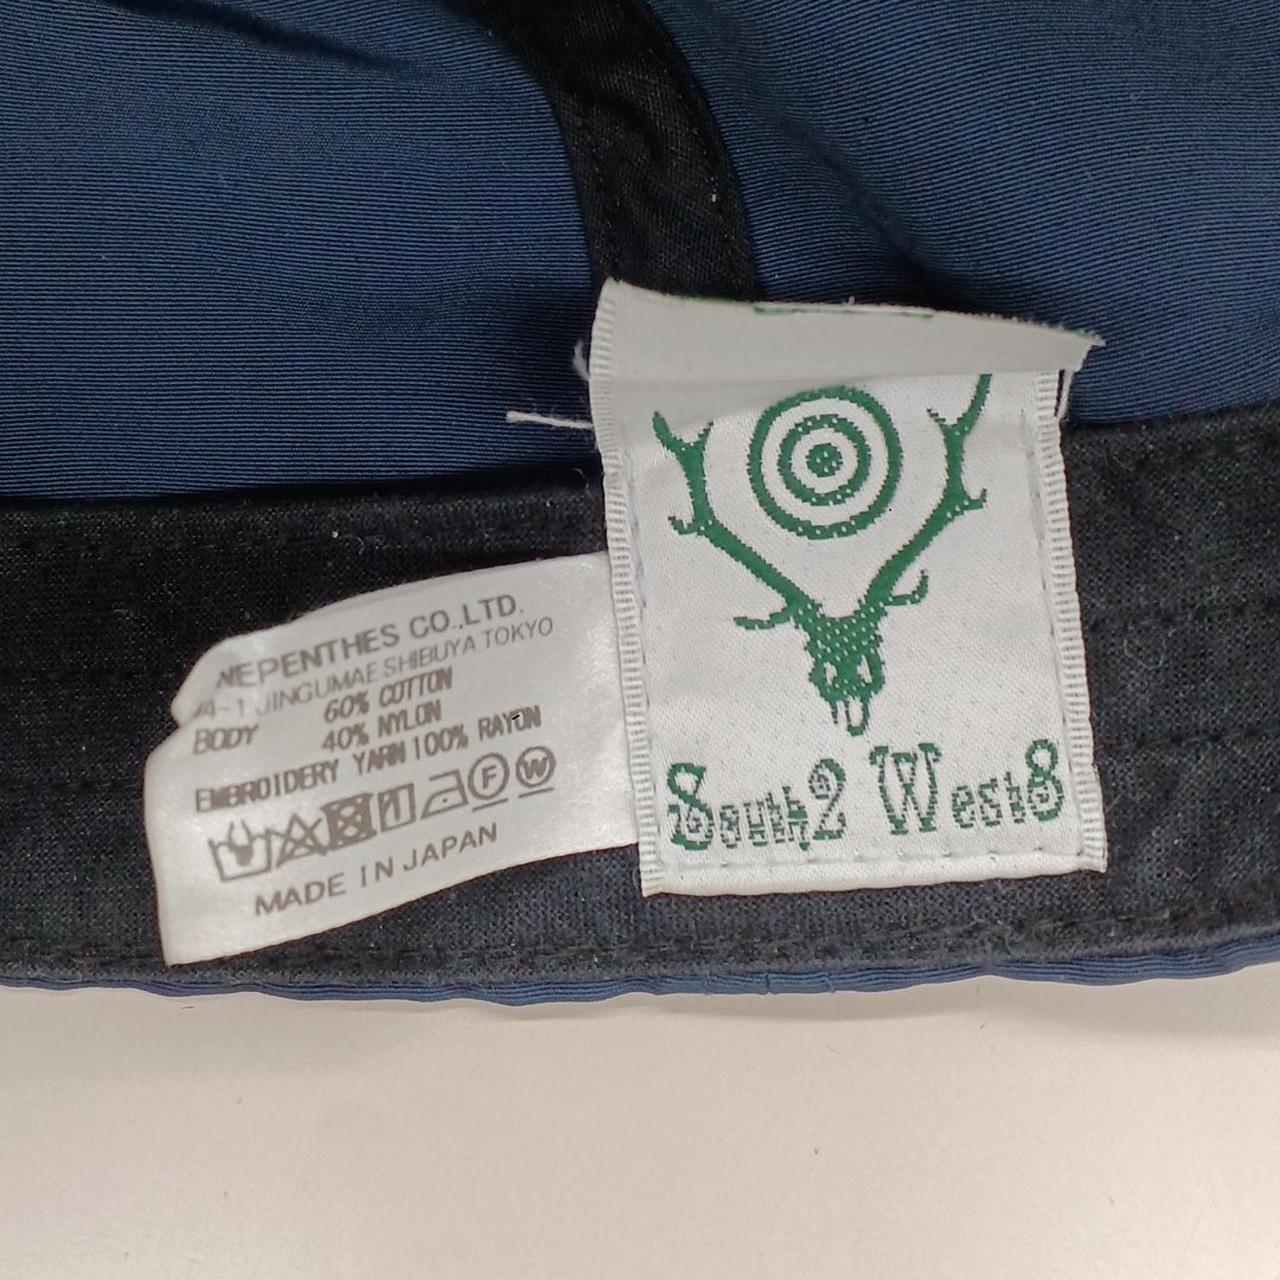 NEPENTHES CO.,LTD.
4-1 JINGUMAE SHIBUYA TOKYO
BODY 60% COTTON
40% NYLON
EMBROIDERY YARN 100% RAYON
F W
MADE IN JAPAN
South2 West8